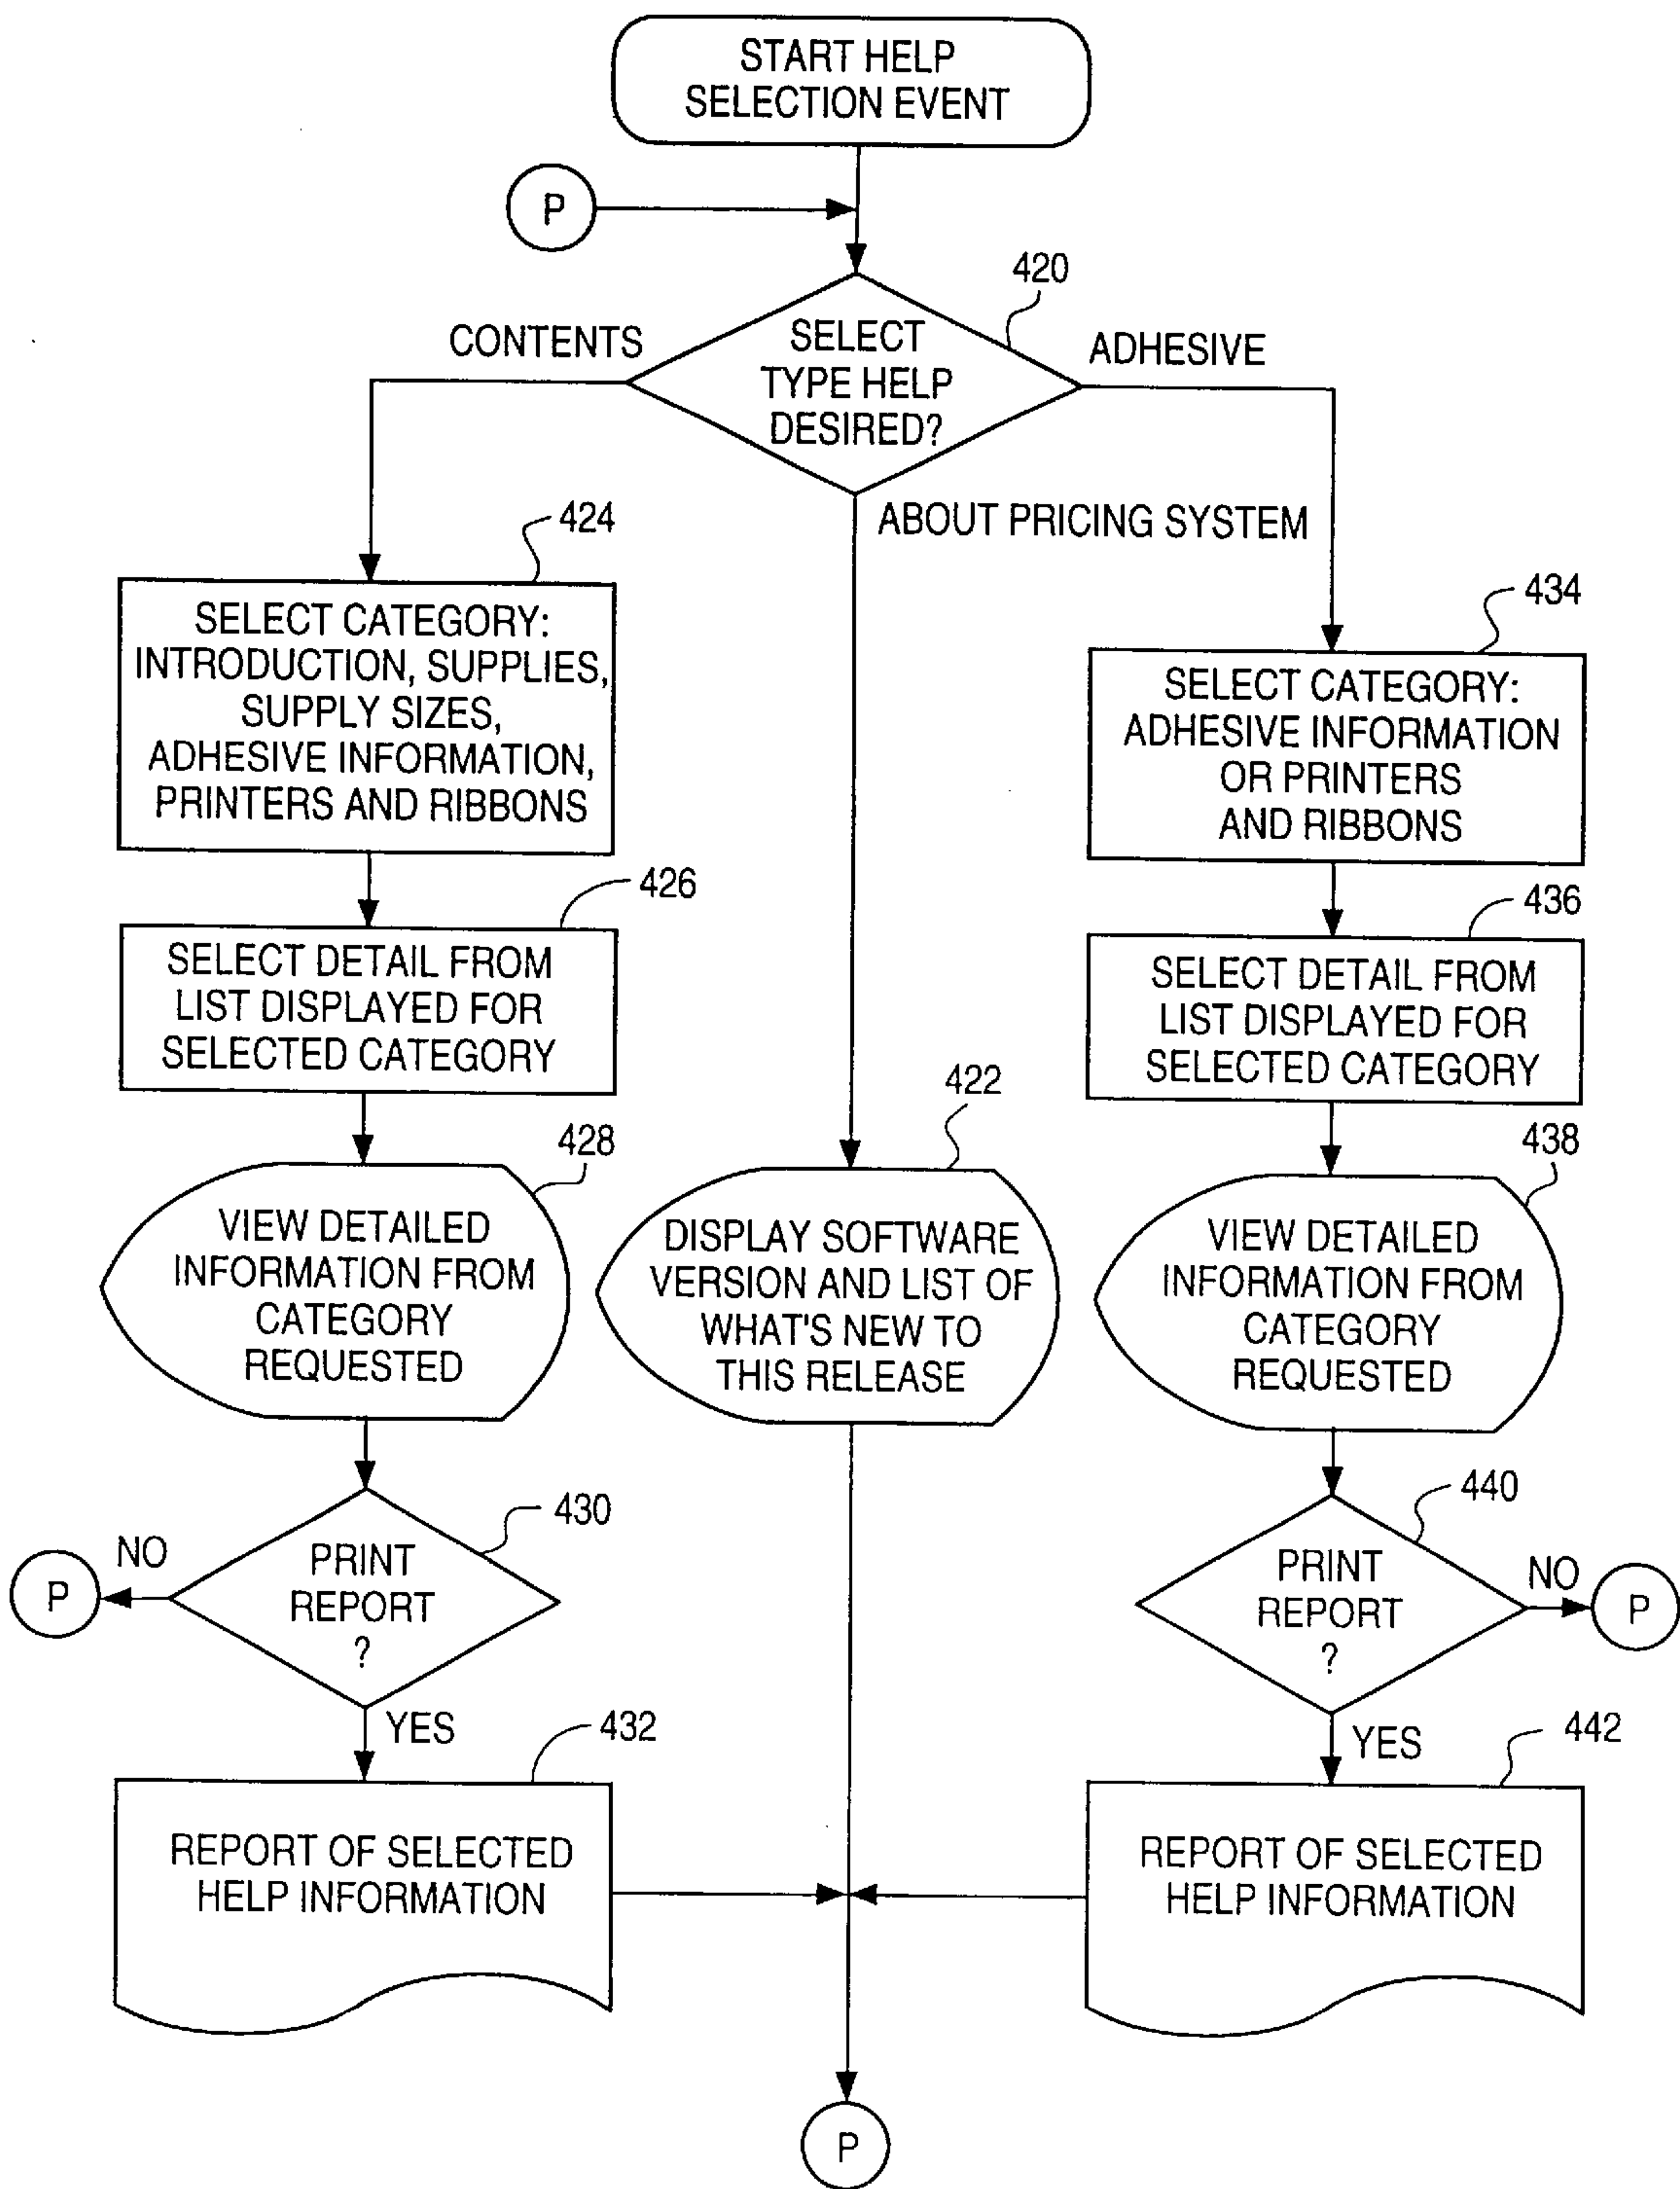 START HELP
SELECTION EVENT
P
420
CONTENTS
SELECT
TYPE HELP
DESIRED?
ADHESIVE
ABOUT PRICING SYSTEM
424
SELECT CATEGORY:
INTRODUCTION, SUPPLIES,
SUPPLY SIZES,
ADHESIVE INFORMATION,
PRINTERS AND RIBBONS
434
SELECT CATEGORY:
ADHESIVE INFORMATION
OR PRINTERS
AND RIBBONS
426
SELECT DETAIL FROM
LIST DISPLAYED FOR
SELECTED CATEGORY
436
SELECT DETAIL FROM
LIST DISPLAYED FOR
SELECTED CATEGORY
428
VIEW DETAILED
INFORMATION FROM
CATEGORY
REQUESTED
422
DISPLAY SOFTWARE
VERSION AND LIST OF
WHAT'S NEW TO
THIS RELEASE
438
VIEW DETAILED
INFORMATION FROM
CATEGORY
REQUESTED
430
PRINT
REPORT
?
NO
P
YES
440
PRINT
REPORT
?
NO
P
YES
432
REPORT OF SELECTED
HELP INFORMATION
442
REPORT OF SELECTED
HELP INFORMATION
P